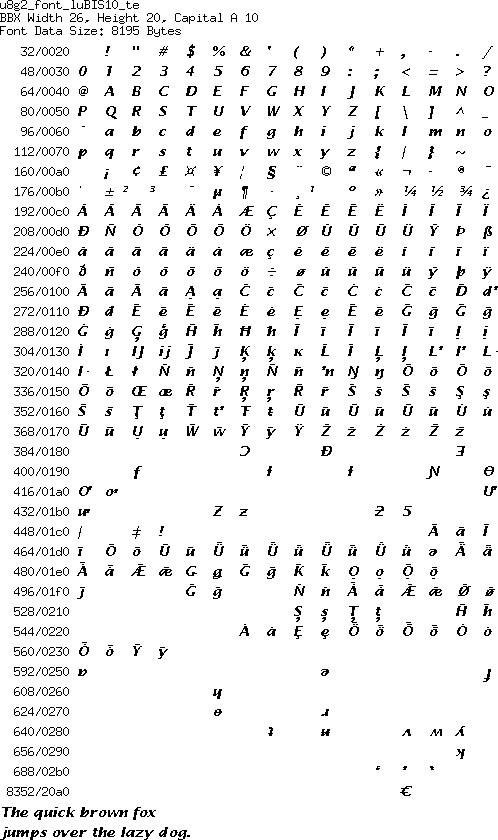 u8g2_font_luBIS10_te
BBX Width 26, Height 20, Capital A 10
Font Data Size: 8195 Bytes
32/0020 ! " # $ % & ' ( ) * + , - . /
48/0030 0 1 2 3 4 5 6 7 8 9 : ; < = > ?
64/0040 @ A B C D E F G H I J K L M N O
80/0050 P Q R S T U V W X Y Z [ \ ] ^ _
96/0060 ` a b c d e f g h i j k l m n o
112/0070 p q r s t u v w x y z { | } ~
160/00a0 ¡ ¢ £ ¤ ¥ ¦ § ¨ © ª « ¬ - ® ¯
176/00b0 ° ± ² ³ ´ µ ¶ · ¸ ¹ º » ¼ ½ ¾ ¿
192/00c0 À Á Â Ã Ä Å Æ Ç È É Ê Ë Ì Í Î Ï
208/00d0 Ð Ñ Ò Ó Ô Õ Ö × Ø Ù Ú Û Ü Ý Þ ß
224/00e0 à á â ã ä å æ ç è é ê ë ì í î ï
240/00f0 ð ñ ò ó ô õ ö ÷ ø ù ú û ü ý þ ÿ
256/0100 Ā ā Ă ă Ą ą Ć ć Ĉ ĉ Ċ ċ Č č Ď ď
272/0110 Đ đ Ē ē Ĕ ĕ Ė ė Ę ę Ě ě Ĝ ĝ Ğ ğ
288/0120 Ġ ġ Ģ ģ Ĥ ĥ Ħ ħ Ĩ ĩ Ī ī Ĭ ĭ Į į
304/0130 İ ı Ĳ ĳ Ĵ ĵ Ķ ķ ĸ Ĺ ĺ Ļ ļ Ľ ľ Ŀ
320/0140 ŀ Ł ł Ń ń Ņ ņ Ň ň ŉ Ŋ ŋ Ō ō Ŏ ŏ
336/0150 Ő ő Œ œ Ŕ ŕ Ŗ ŗ Ř ř Ś ś Ŝ ŝ Ş ş
352/0160 Š š Ţ ţ Ť ť Ŧ ŧ Ũ ũ Ū ū Ŭ ŭ Ů ů
368/0170 Ű ű Ų ų Ŵ ŵ Ŷ ŷ Ÿ Ź ź Ż ż Ž ž
384/0180 Ɔ Ɖ Ǝ
400/0190 ƒ Ɨ ƚ Ɲ Ɵ
416/01a0 Ơ ơ Ư
432/01b0 ư Ƶ ƶ Ƨ 5
448/01c0 ǀ ǂ ǃ Ǎ ǎ Ǐ
464/01d0 ǐ Ǒ ǒ Ǔ ǔ Ǖ ǖ Ǘ ǘ Ǚ ǚ Ǜ ǜ ǝ Ǟ ǟ
480/01e0 Ǡ ǡ Ǣ ǣ Ǥ ǥ Ǧ ǧ Ǩ ǩ Ǫ ǫ Ǭ ǭ
496/01f0 ǰ Ǵ ǵ Ǹ ǹ Ǻ ǻ Ǽ ǽ Ǿ ǿ
528/0210 Ș ș Ț ț Ȟ ȟ
544/0220 Ȧ ȧ Ȩ ȩ Ȫ ȫ Ȭ ȭ Ȯ ȯ
560/0230 Ȱ ȱ Ȳ ȳ
592/0250 ɒ ə ɟ
608/0260 ɥ
624/0270 ɵ ɹ
640/0280 ʇ ʉ ʌ ʍ ʎ
656/0290 ʞ
688/02b0
8352/20a0 €
The quick brown fox
jumps over the lazy dog.